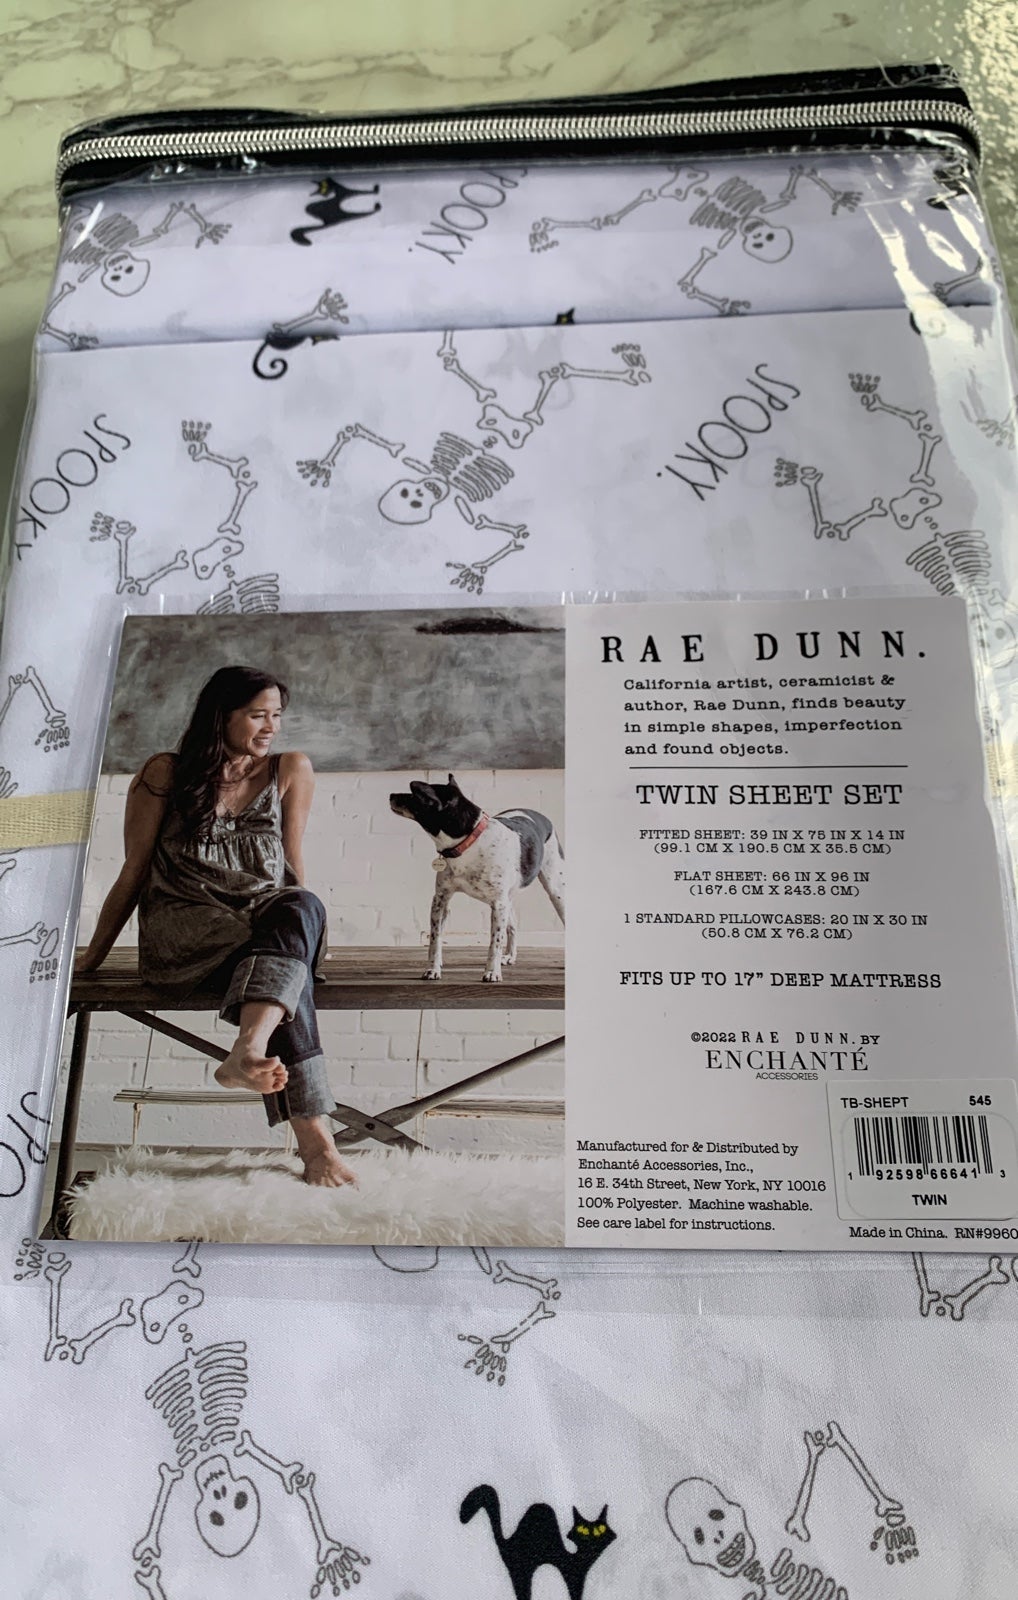 SPOOKY!
SPOOKY
SPOOKY!
SPO
RAE DUNN.
California artist, ceramicist &
author, Rae Dunn, finds beauty
in simple shapes, imperfection
and found objects.
TWIN SHEET SET
FITTED SHEET: 39 IN X 75 IN X 14 IN
(99.1 CM X 190.5 CM X 35.5 CM)
FLAT SHEET: 66 IN X 96 IN
(167.6 CM X 243.8 CM)
1 STANDARD PILLOWCASES: 20 IN X 30 IN
(50.8 CM X 76.2 CM)
FITS UP TO 17" DEEP MATTRESS
©2022 RAE DUNN. BY
ENCHANTÉ
ACCESSORIES
TB-SHEPT 545
1 92598 66641 3
TWIN
Manufactured for & Distributed by
Enchanté Accessories, Inc.,
16 E. 34th Street, New York, NY 10016
100% Polyester. Machine washable.
See care label for instructions.
Made in China. RN#9960